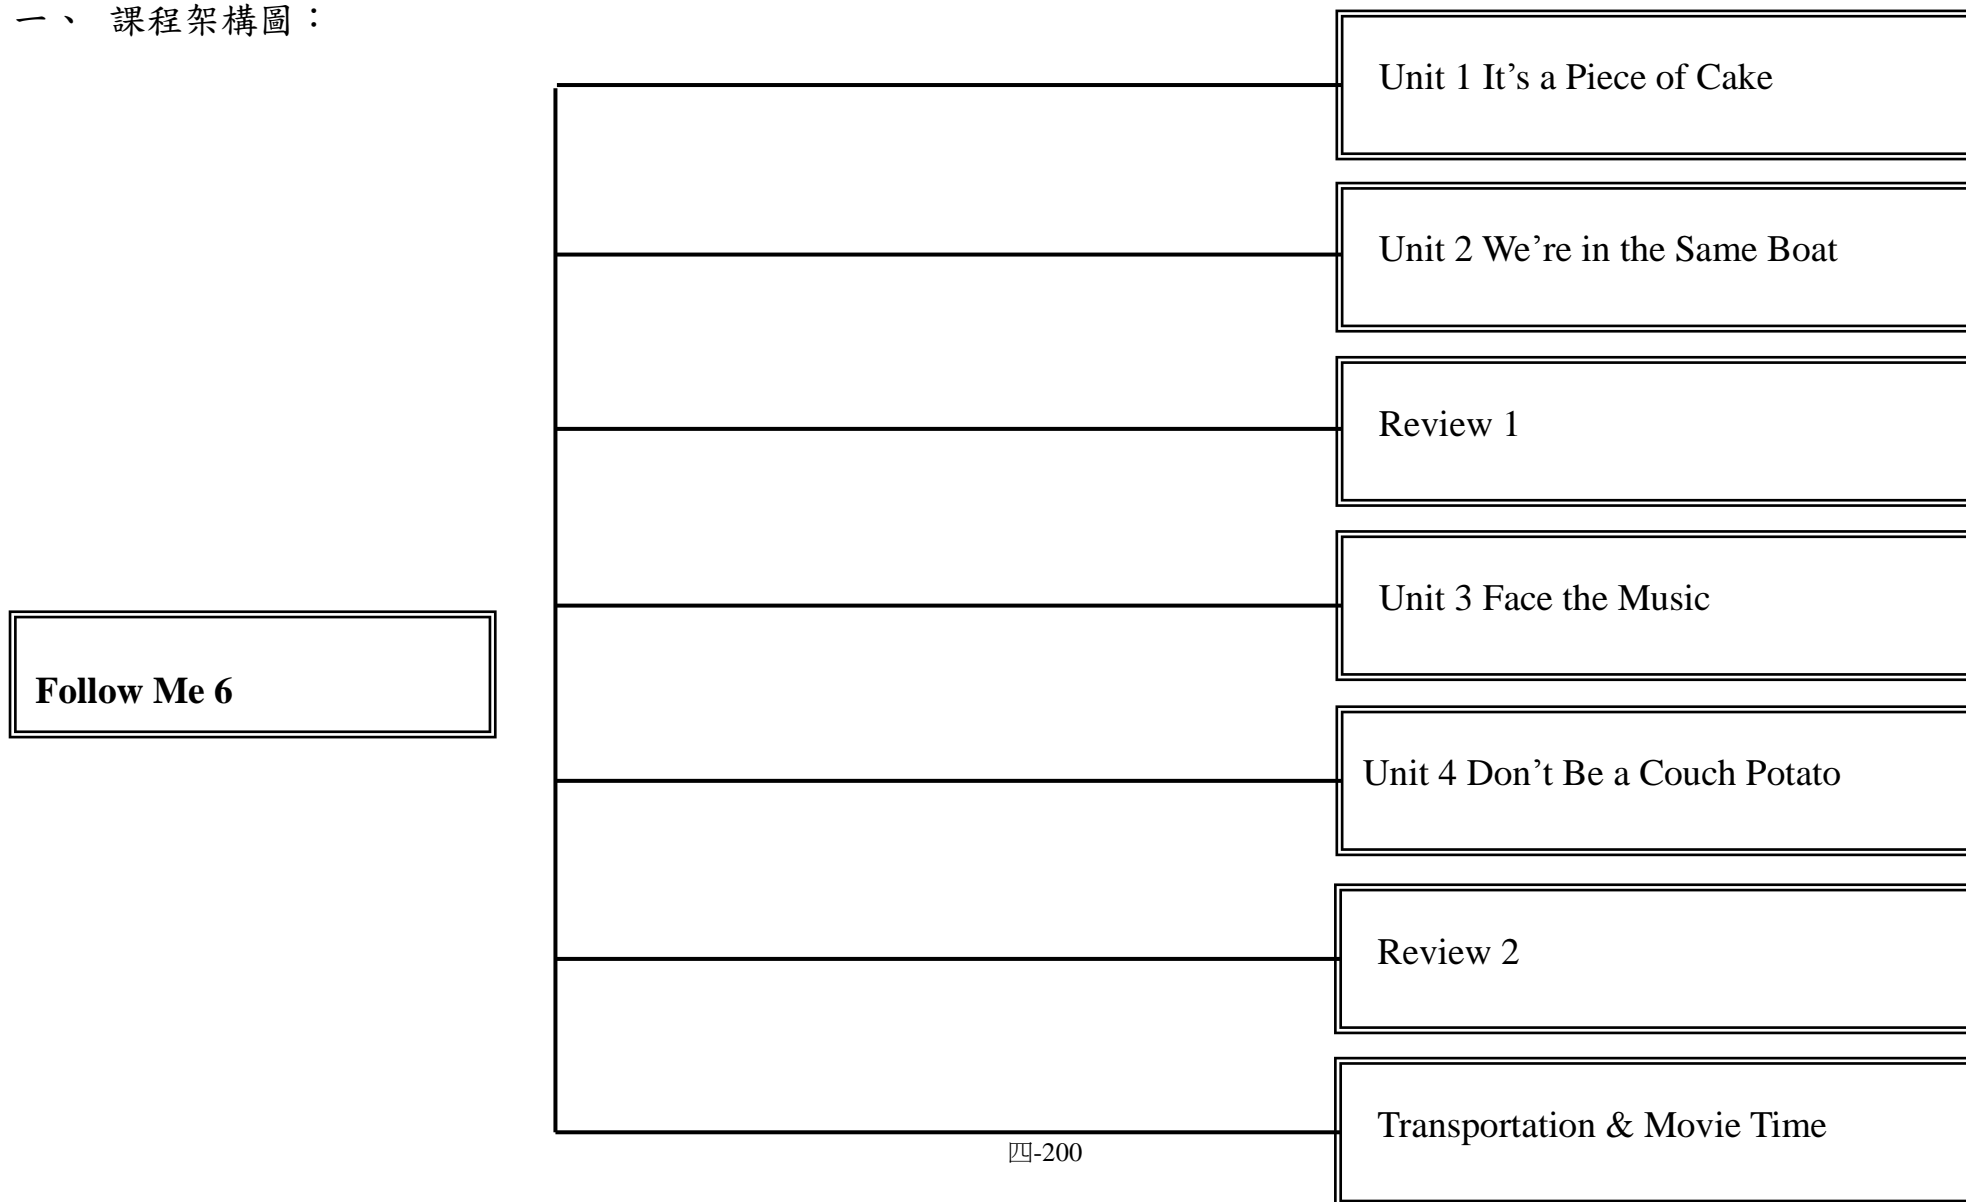 一、 課程架構圖：
Unit 1 It’s a Piece of Cake
Unit 2 We’re in the Same Boat
Review 1
Unit 3 Face the Music
Follow Me 6
Unit 4 Don’t Be a Couch Potato
Review 2
Transportation & Movie Time
四-200